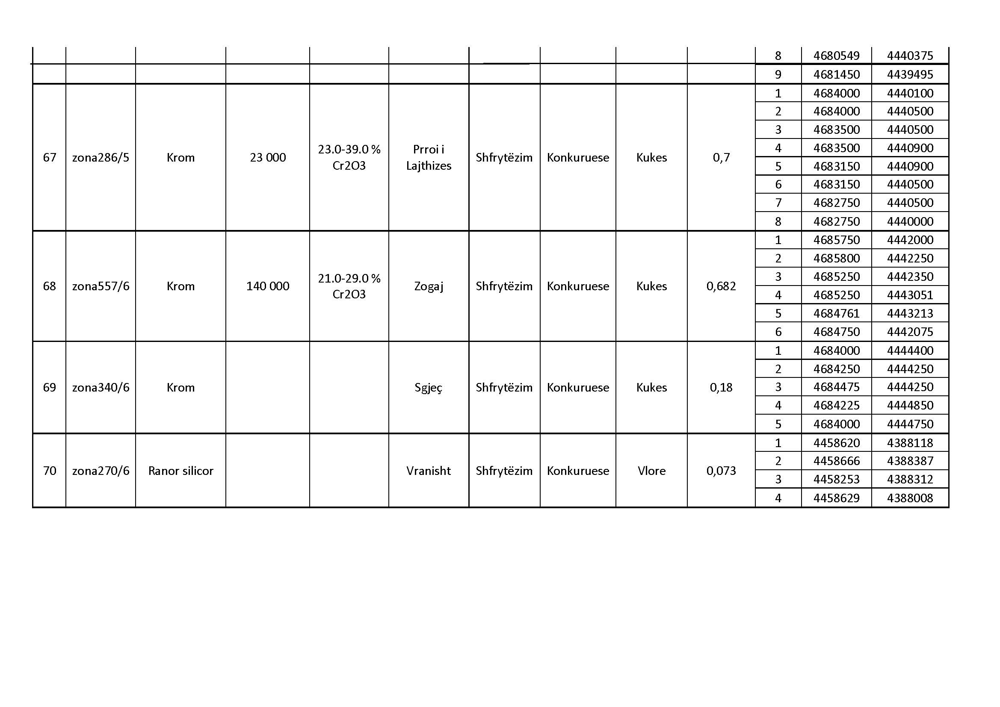 8 4680549 4440375
9 4681450 4439495
67 zona286/5 Krom 23 000 23.0-39.0 % Cr2O3 Prroi i Lajthizes Shfrytëzim Konkuruese Kukes 0,7
1 4684000 4440100
2 4684000 4440500
3 4683500 4440500
4 4683500 4440900
5 4683150 4440900
6 4683150 4440500
7 4682750 4440500
8 4682750 4440000
68 zona557/6 Krom 140 000 21.0-29.0 % Cr2O3 Zogaj Shfrytëzim Konkuruese Kukes 0,682
1 4685750 4442000
2 4685800 4442250
3 4685250 4442350
4 4685250 4443051
5 4684761 4443213
6 4684750 4442075
69 zona340/6 Krom Sgjeç Shfrytëzim Konkuruese Kukes 0,18
1 4684000 4444400
2 4684250 4444250
3 4684475 4444250
4 4684225 4444850
5 4684000 4444750
70 zona270/6 Ranor silicor Vranisht Shfrytëzim Konkuruese Vlore 0,073
1 4458620 4388118
2 4458666 4388387
3 4458253 4388312
4 4458629 4388008